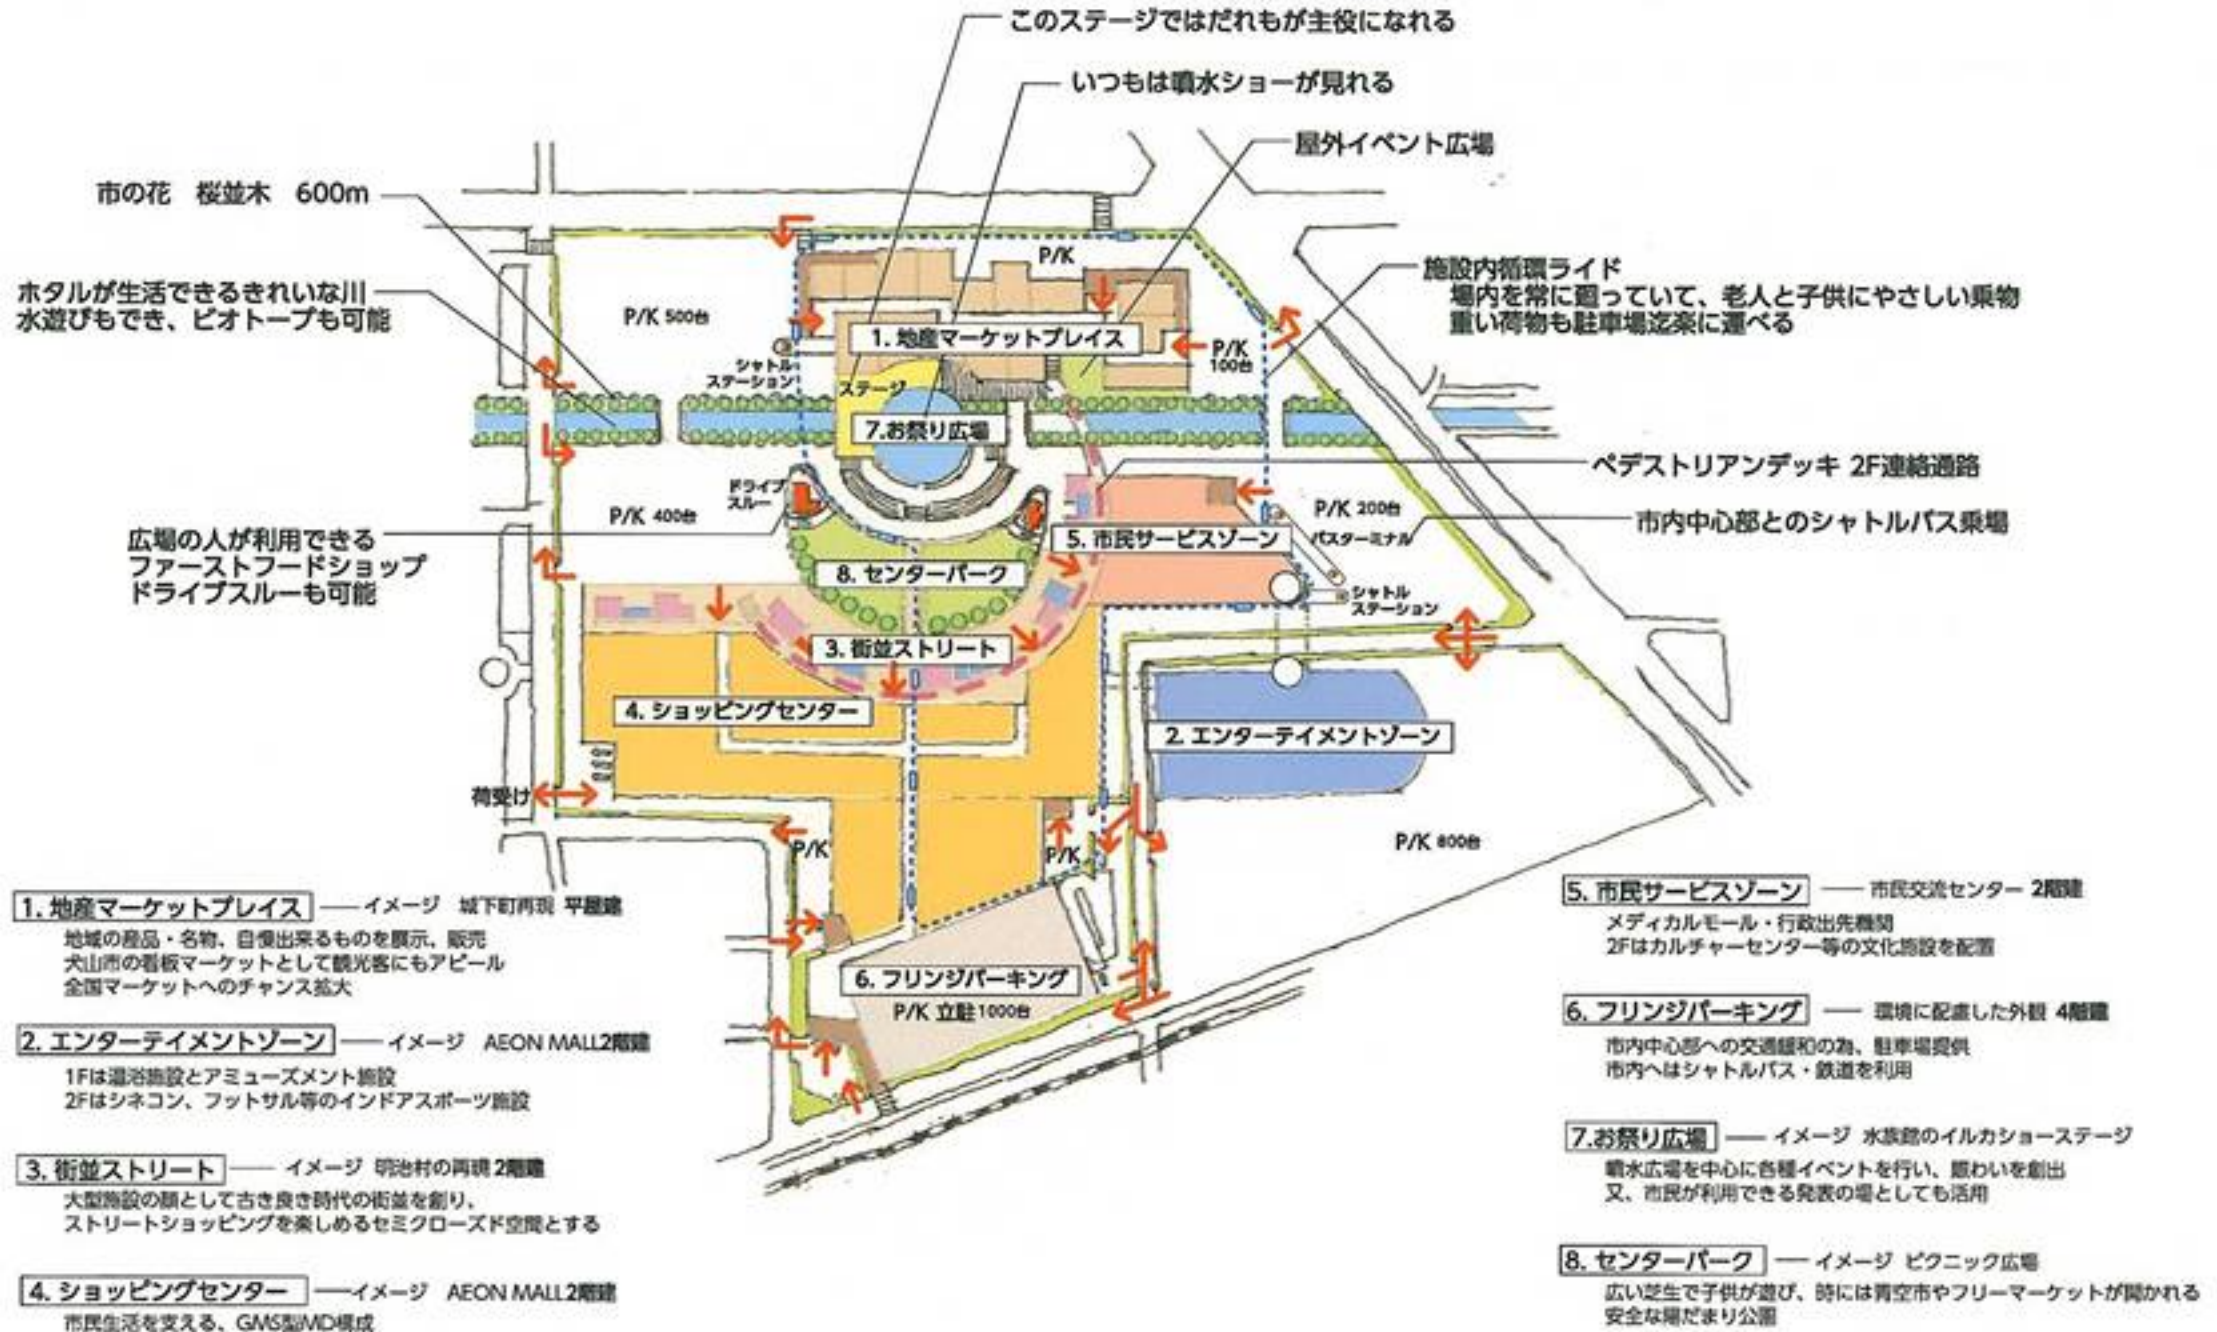 このステージではだれもが主役になれる
いつもは噴水ショーが見れる
屋外イベント広場
市の花　桜並木　600m
ホタルが生活できるきれいな川
水遊びもでき、ビオトープも可能
施設内循環ライド
場内を常に廻っていて、老人と子供にやさしい乗物
重い荷物も駐車場迄楽に運べる
P/K
P/K 500台
1. 地産マーケットプレイス
P/K
100台
シャトル
ステーション
ステージ
7.お祭り広場
ペデストリアンデッキ 2F連絡通路
ドライブ
スルー
P/K 400台
P/K 200台
市内中心部とのシャトルバス乗場
バスターミナル
広場の人が利用できる
ファーストフードショップ
ドライブスルーも可能
5. 市民サービスゾーン
8. センターパーク
シャトル
ステーション
3. 街並ストリート
4. ショッピングセンター
2. エンターテイメントゾーン
荷受け
P/K
P/K
P/K 800台
6. フリンジパーキング
P/K 立駐1000台
1. 地産マーケットプレイス ── イメージ　城下町再現 平屋建
地域の産品・名物、自慢出来るものを展示、販売
犬山市の看板マーケットとして観光客にもアピール
全国マーケットへのチャンス拡大
2. エンターテイメントゾーン ── イメージ　AEON MALL2階建
1Fは温浴施設とアミューズメント施設
2Fはシネコン、フットサル等のインドアスポーツ施設
3. 街並ストリート ── イメージ　明治村の再現 2階建
大型施設の顔として古き良き時代の街並を創り、
ストリートショッピングを楽しめるセミクローズド空間とする
4. ショッピングセンター ── イメージ　AEON MALL2階建
市民生活を支える、GMS型MD構成
5. 市民サービスゾーン ── 市民交流センター 2階建
メディカルモール・行政出先機関
2Fはカルチャーセンター等の文化施設を配置
6. フリンジパーキング ── 環境に配慮した外観 4階建
市内中心部への交通緩和の為、駐車場提供
市内へはシャトルバス・鉄道を利用
7.お祭り広場 ── イメージ　水族館のイルカショーステージ
噴水広場を中心に各種イベントを行い、賑わいを創出
又、市民が利用できる発表の場としても活用
8. センターパーク ── イメージ　ピクニック広場
広い芝生で子供が遊び、時には青空市やフリーマーケットが開かれる
安全な陽だまり公園